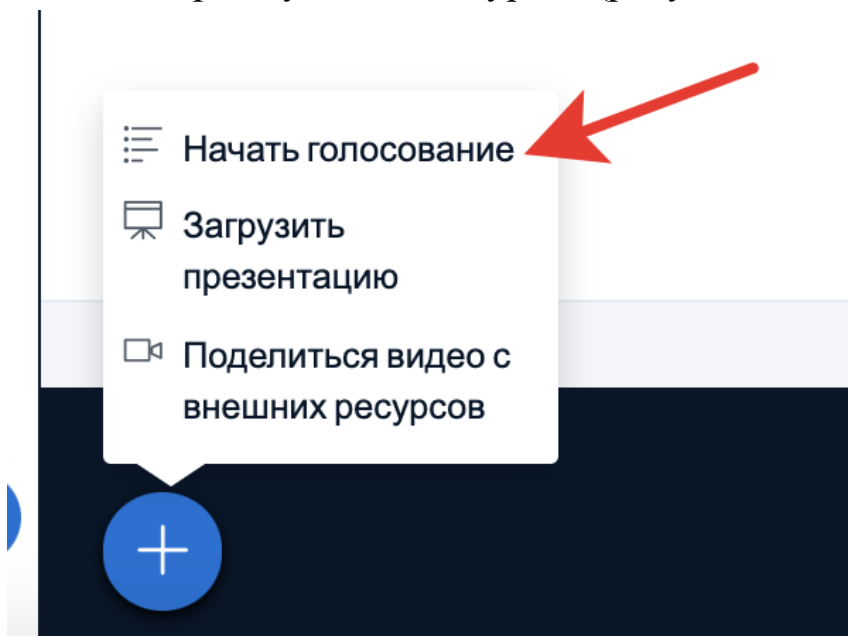 Начать голосование
Загрузить
презентацию
Поделиться видео с
внешних ресурсов